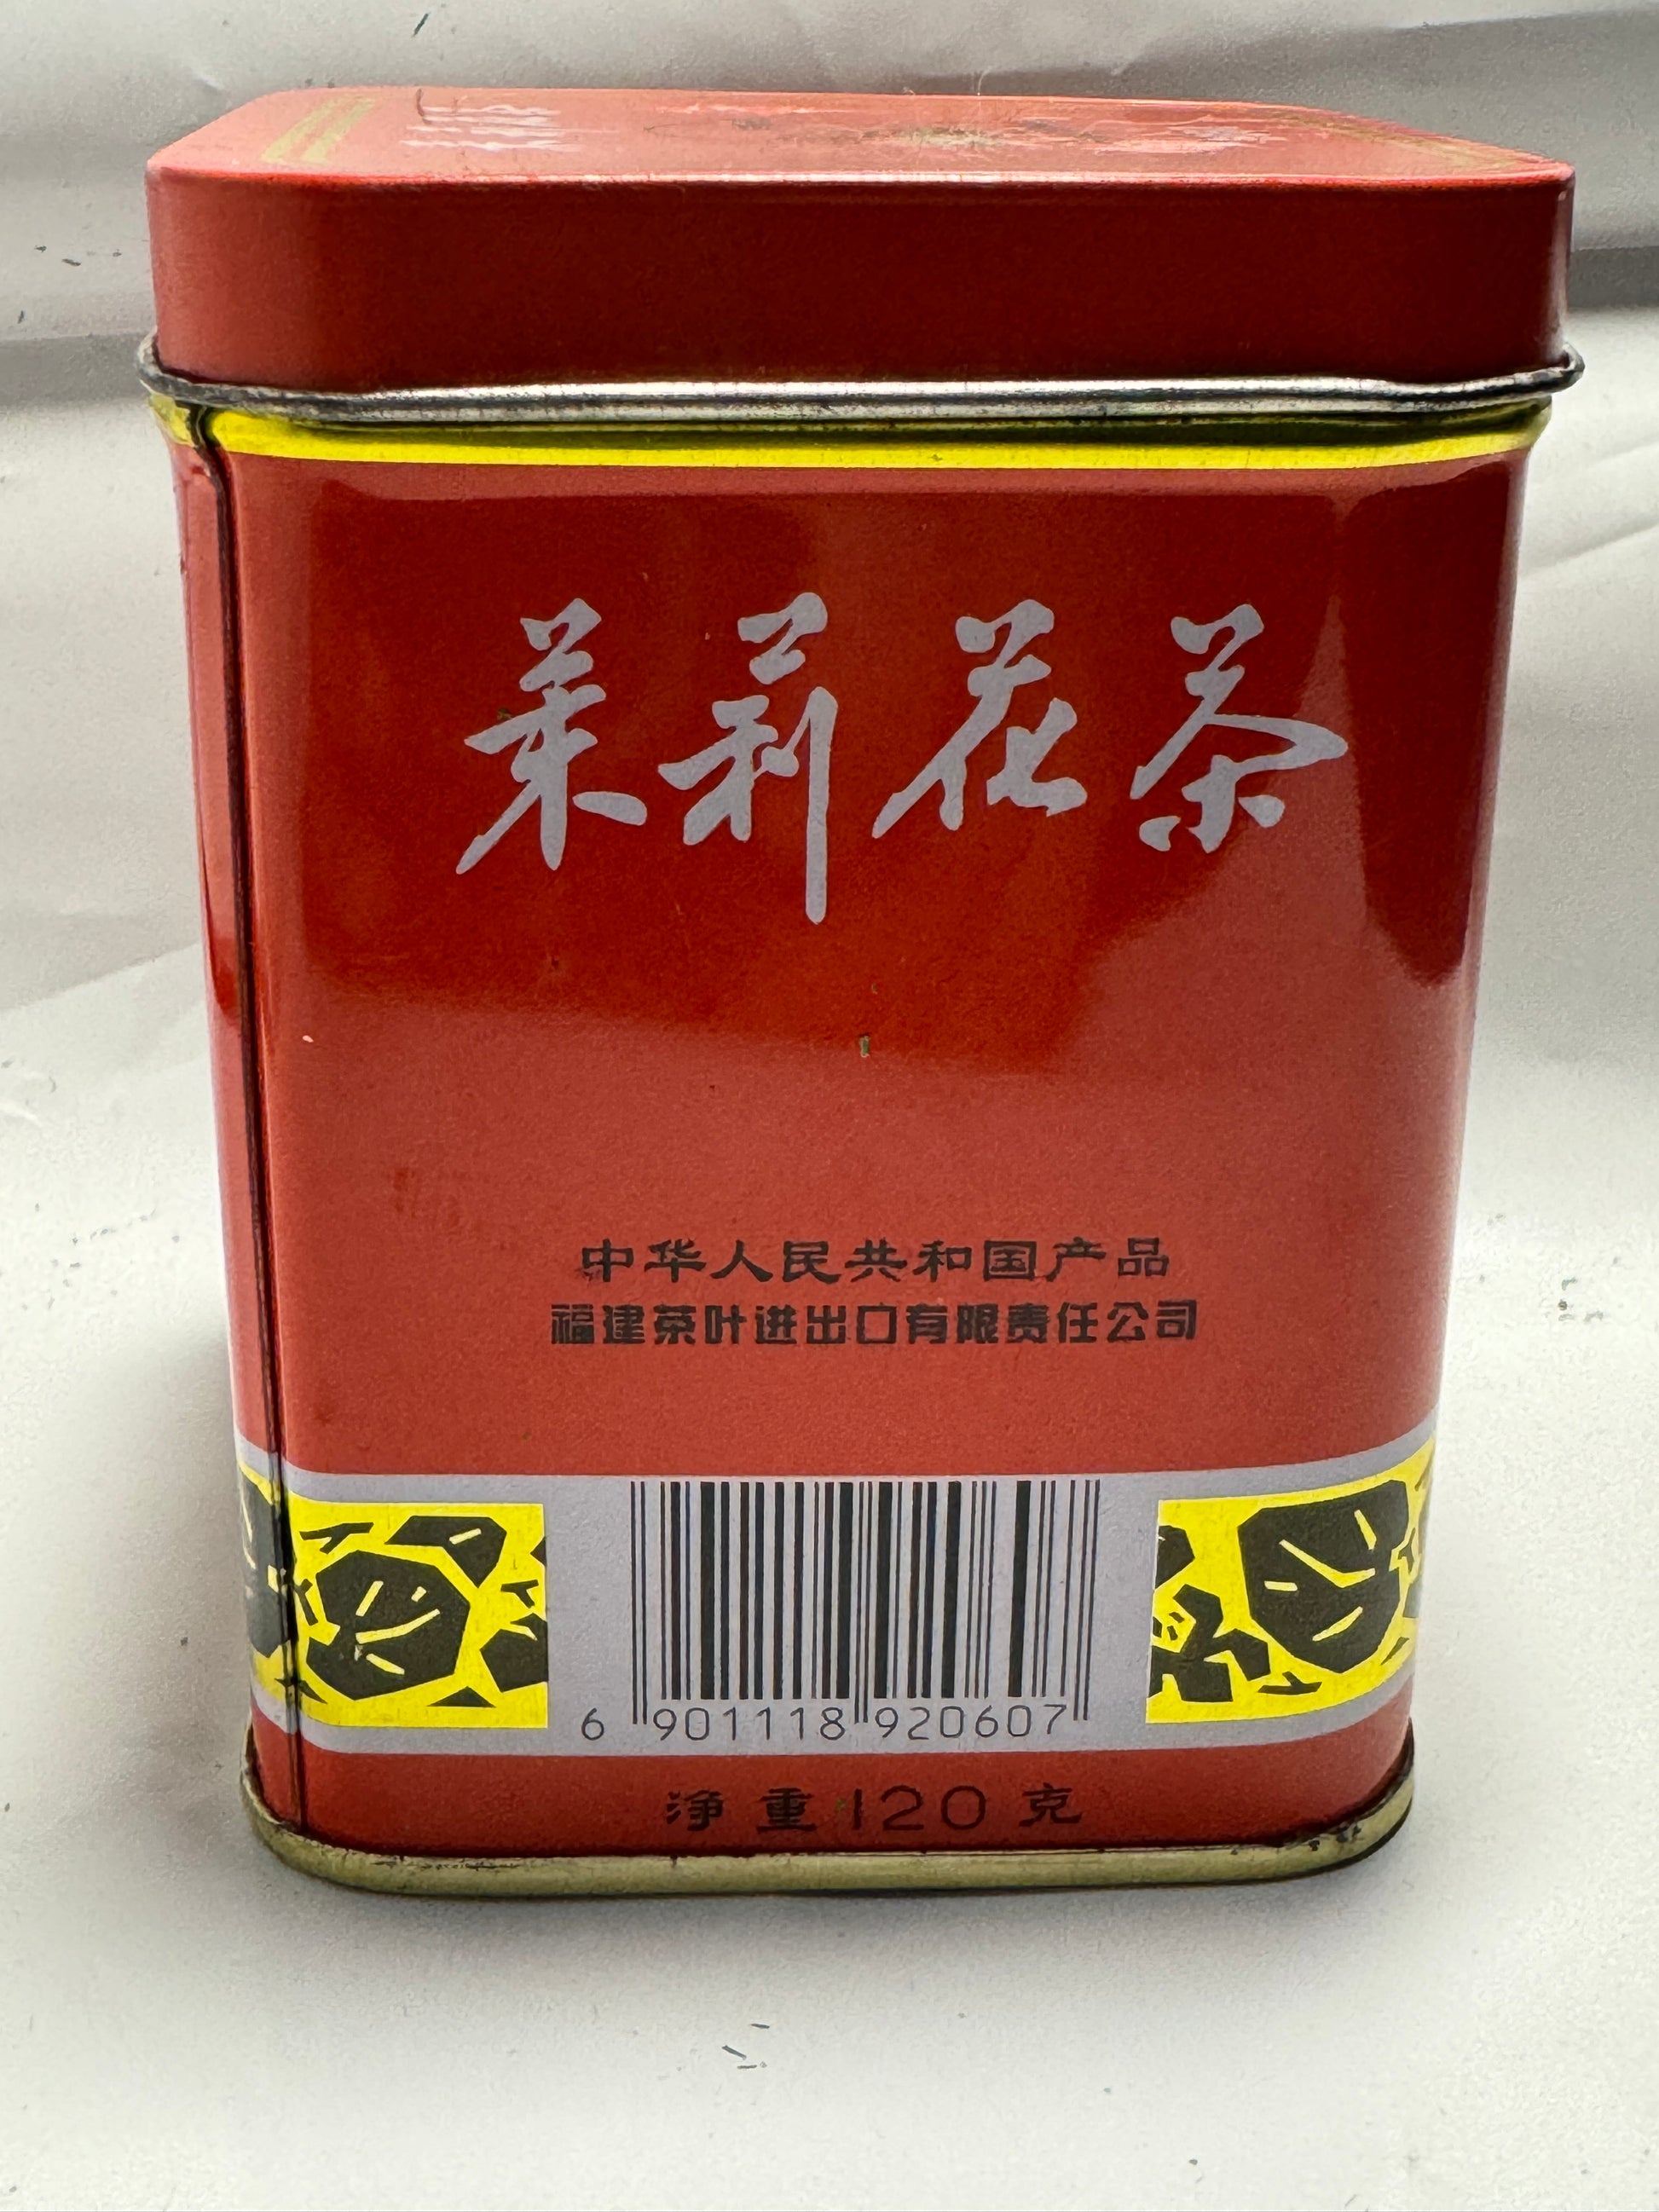 茉莉花茶
中华人民共和国产品
福建茶叶进出口有限责任公司
6 901118 920607
净重120克